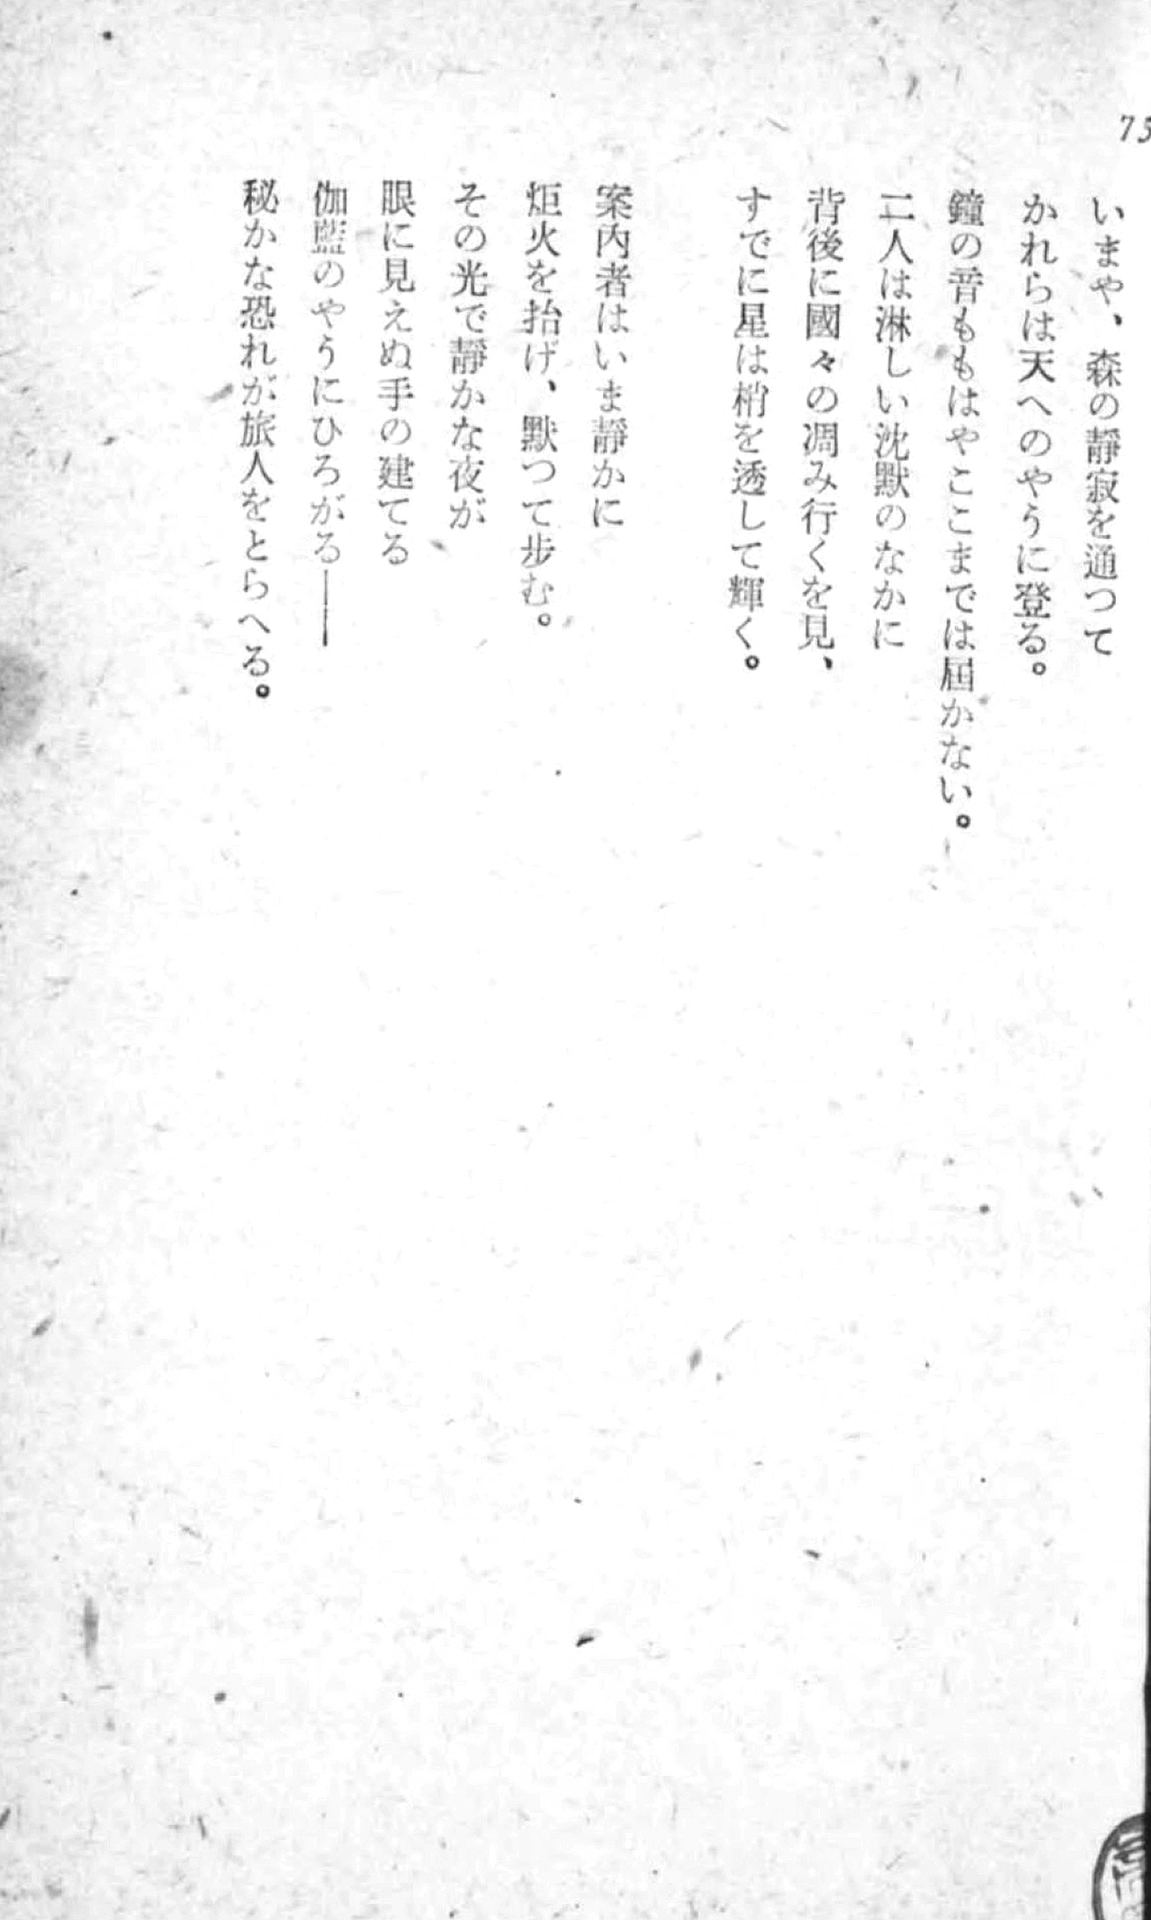 75
いまや、森の靜寂を通つて
かれらは天へのやうに登る。
鐘の音ももはやここまでは屆かない。
二人は淋しい沈默のなかに
背後に國々の凋み行くを見、
すでに星は梢を透して輝く。
案內者はいま靜かに
炬火を抬げ、默つて步む。
その光で靜かな夜が
眼に見えぬ手の建てる
伽藍のやうにひろがる――
秘かな恐れが旅人をとらへる。